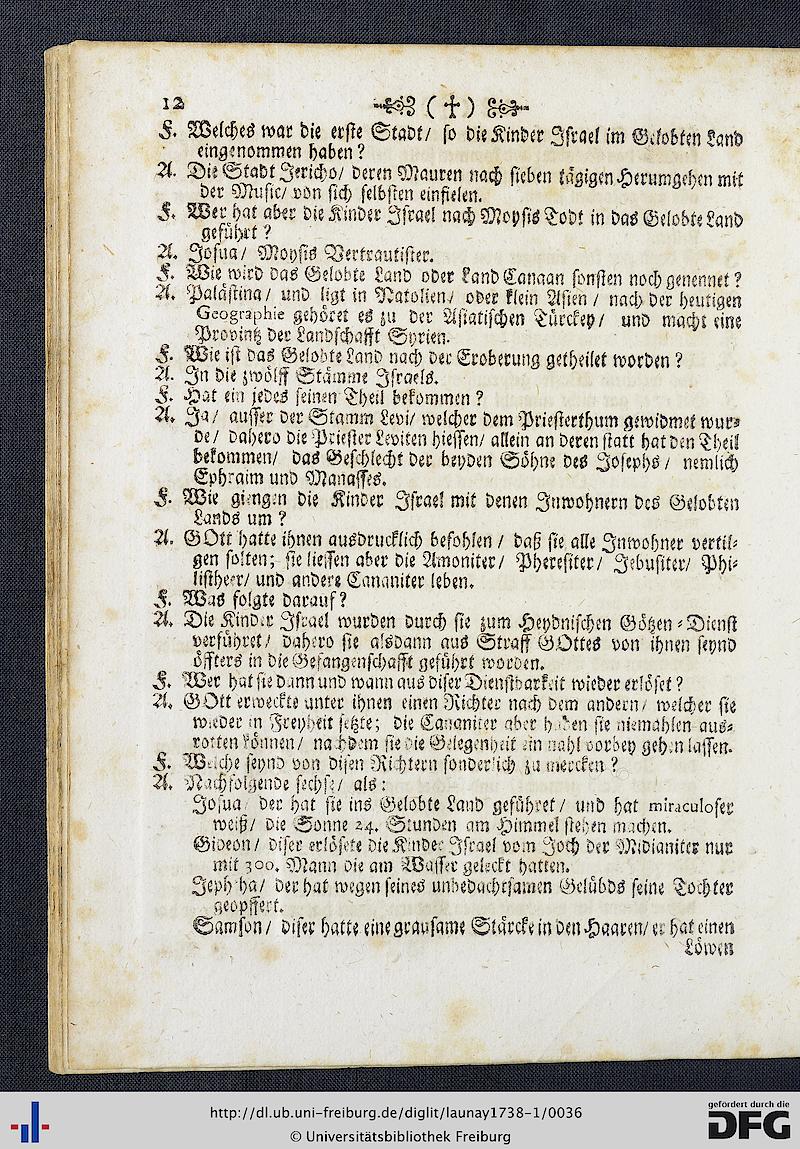 12 ( † )
F. Welches war die erste Stadt/ so die Kinder Israel im Gelobten Land
eingenommen haben?
A. Die Stadt Jericho/ deren Mauren nach sieben tägigen Herumgehen mit
der Music/ von sich selbsten einfielen.
F. Wer hat aber die Kinder Israel nach Moysis Todt in das Gelobte Land
geführt?
A. Josua/ Moysis Vertrautister.
F. Wie wird das Gelobte Land oder Land Canaan sonsten noch genennet?
A. Palästina/ und ligt in Natolien/ oder klein Asien/ nach der heutigen
Geographie gehöret es zu der Asiatischen Türckey/ und macht eine
Provintz der Landschafft Syrien.
F. Wie ist das Gelobte Land nach der Eroberung getheilet worden?
A. In die zwölff Stämme Israels.
F. Hat ein jedes seinen Theil bekommen?
A. Ja/ ausser der Stamm Levi/ welcher dem Priesterthum gewidmet wur-
de/ dahero die Priester Leviten hiessen/ allein an deren statt hat den Theil
bekommen/ das Geschlecht der beyden Söhne des Josephs/ nemlich
Ephraim und Manasses.
F. Wie giengen die Kinder Israel mit denen Inwohnern des Gelobten
Lands um?
A. GOtt hatte ihnen ausdrucklich befohlen/ daß sie alle Inwohner vertil-
gen solten; sie liessen aber die Amoniter/ Pheresiter/ Jebusiter/ Phi-
listheer/ und andere Cananiter leben.
F. Was folgte darauf?
A. Die Kinder Israel wurden durch sie zum Heydnischen Götzen-Dienst
verführet/ dahero sie alsdann aus Straff GOttes von ihnen seynd
öffters in die Gefangenschafft geführt worden.
F. Wer hat sie dann und wann aus diser Dienstbarkeit wieder erlöset?
A. GOtt erweckte unter ihnen einen Richter nach dem andern/ welcher sie
wieder in Freyheit setzte; die Cananiter aber haben sie niemahlen aus-
rotten können/ nachdem sie die Gelegenheit einmahl vorbey gehen lassen.
F. Welche seynd von disen Richtern sonderlich zu mercken?
A. Nachfolgende sechse/ als:
Josua der hat sie ins Gelobte Land geführet/ und hat miraculoser
weiß/ die Sonne 24. Stunden am Himmel stehen machen.
Gideon/ diser erlösete die Kinder Israel vom Joch der Midianiter nur
mit 300. Mann die am Wasser geleckt hatten.
Jephtha/ der hat wegen seines unbedachtsamen Gelübds seine Tochter
geopffert.
Samson/ diser hatte eine grausame Stärcke in den Haaren/ er hat einen
Löwen
http://dl.ub.uni-freiburg.de/diglit/launay1738-1/0036
© Universitätsbibliothek Freiburg
gefördert durch die
DFG